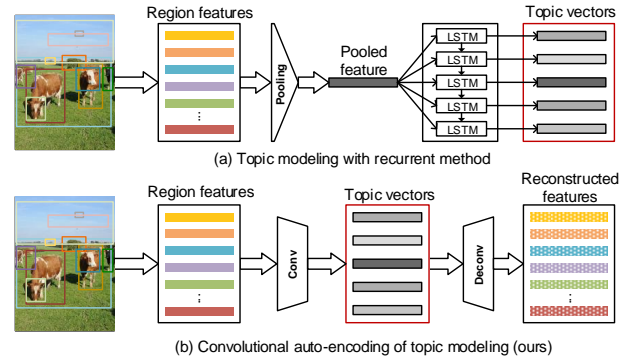 Region features
Pooling
Pooled
feature
LSTM
LSTM
LSTM
LSTM
LSTM
Topic vectors
(a) Topic modeling with recurrent method
Region features
Conv
Topic vectors
Deconv
Reconstructed
features
(b) Convolutional auto-encoding of topic modeling (ours)